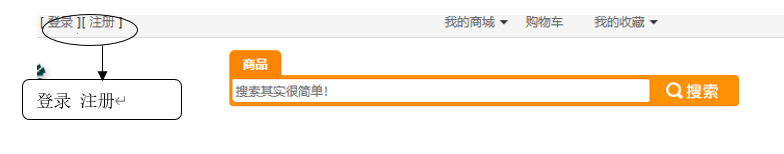 [ 登录 ][ 注册 ] 我的商城 购物车 我的收藏
商品
搜索其实很简单！ 搜索
登录 注册↵